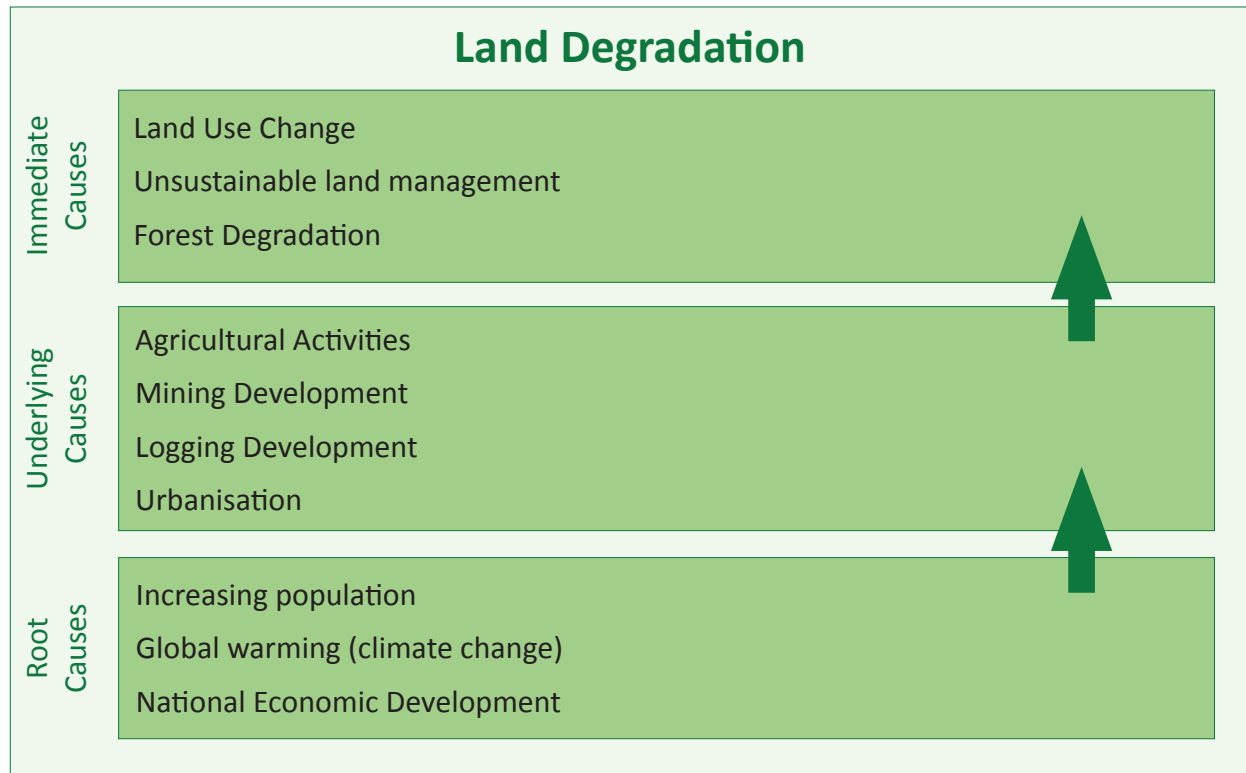 Land Degradation
Immediate
Causes
Land Use Change
Unsustainable land management
Forest Degradation
Underlying
Causes
Agricultural Activities
Mining Development
Logging Development
Urbanisation
Root
Causes
Increasing population
Global warming (climate change)
National Economic Development